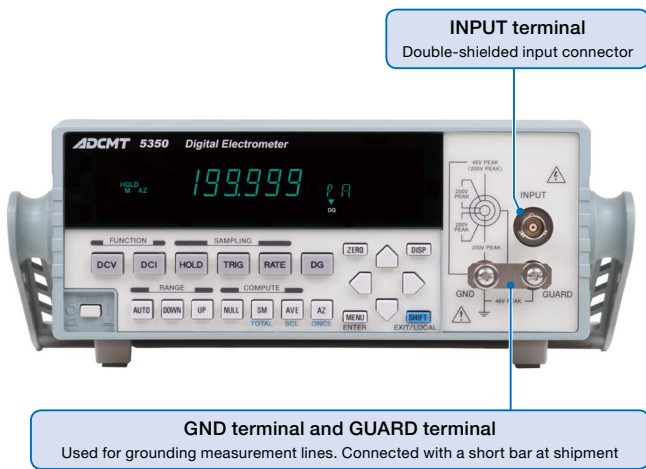 INPUT terminal
Double-shielded input connector
ADCMT 5350 Digital Electrometer
HOLD
M AZ
199.999 pA
DG
46V PEAK
(200V PEAK)
INPUT
200V
PEAK
200V
PEAK
200V PEAK
GND
GUARD
46V PEAK
FUNCTION
SAMPLING
DCV
DCI
HOLD
TRIG
RATE
DG
ZERO
DISP
RANGE
COMPUTE
AUTO
DOWN
UP
NULL
SM
AVE
AZ
TOTAL
SCL
ONCE
MENU
ENTER
SHIFT
EXIT/LOCAL
GND terminal and GUARD terminal
Used for grounding measurement lines. Connected with a short bar at shipment